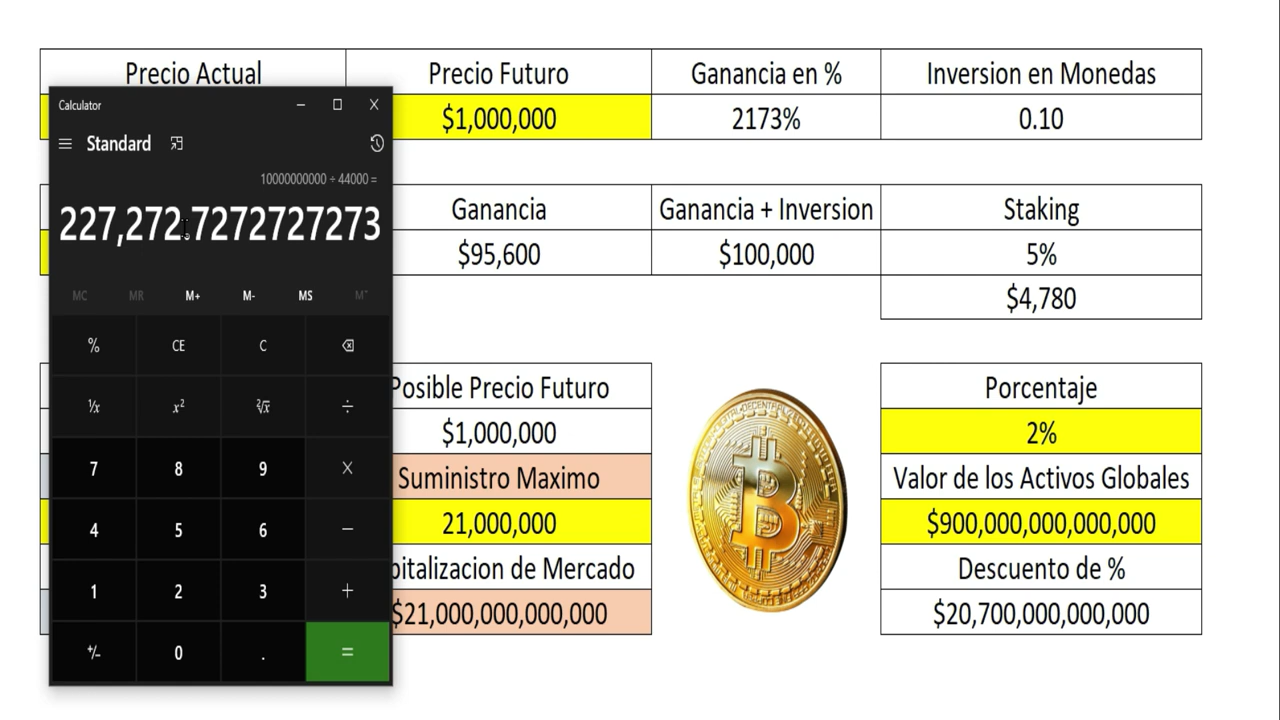 Precio Actual
Precio Futuro
Ganancia en %
Inversion en Monedas
$1,000,000
2173%
0.10
Ganancia
Ganancia + Inversion
Staking
$95,600
$100,000
5%
$4,780
Posible Precio Futuro
$1,000,000
Suministro Maximo
21,000,000
pitalizacion de Mercado
$21,000,000,000,000
Porcentaje
2%
Valor de los Activos Globales
$900,000,000,000,000
Descuento de %
$20,700,000,000,000
Calculator
Standard
10000000000 ÷ 44000 =
227,272.7272727273
MC MR M+ M- MS M˅
% CE C
⅟x x² ²√x ÷
7 8 9 ×
4 5 6 −
1 2 3 +
+/- 0 . =